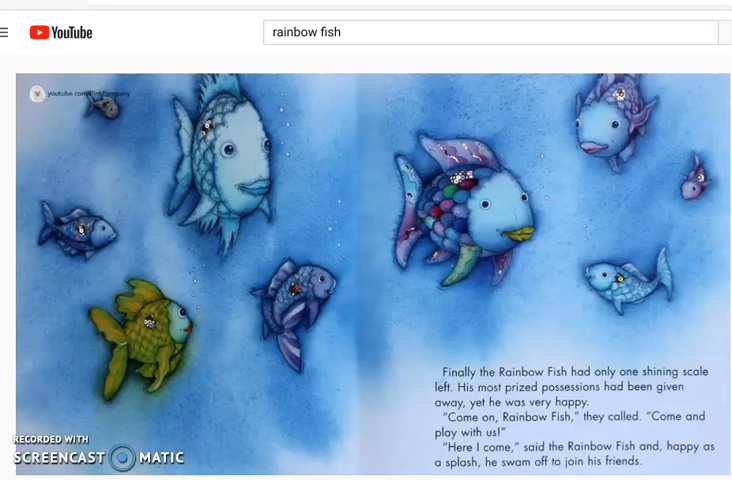 YouTube
rainbow fish
Finally the Rainbow Fish had only one shining scale
left. His most prized possessions had been given
away, yet he was very happy.
"Come on, Rainbow Fish," they called. "Come and
play with us!"
"Here I come," said the Rainbow Fish and, happy as
a splash, he swam off to join his friends.
RECORDED WITH
SCREENCAST MATIC